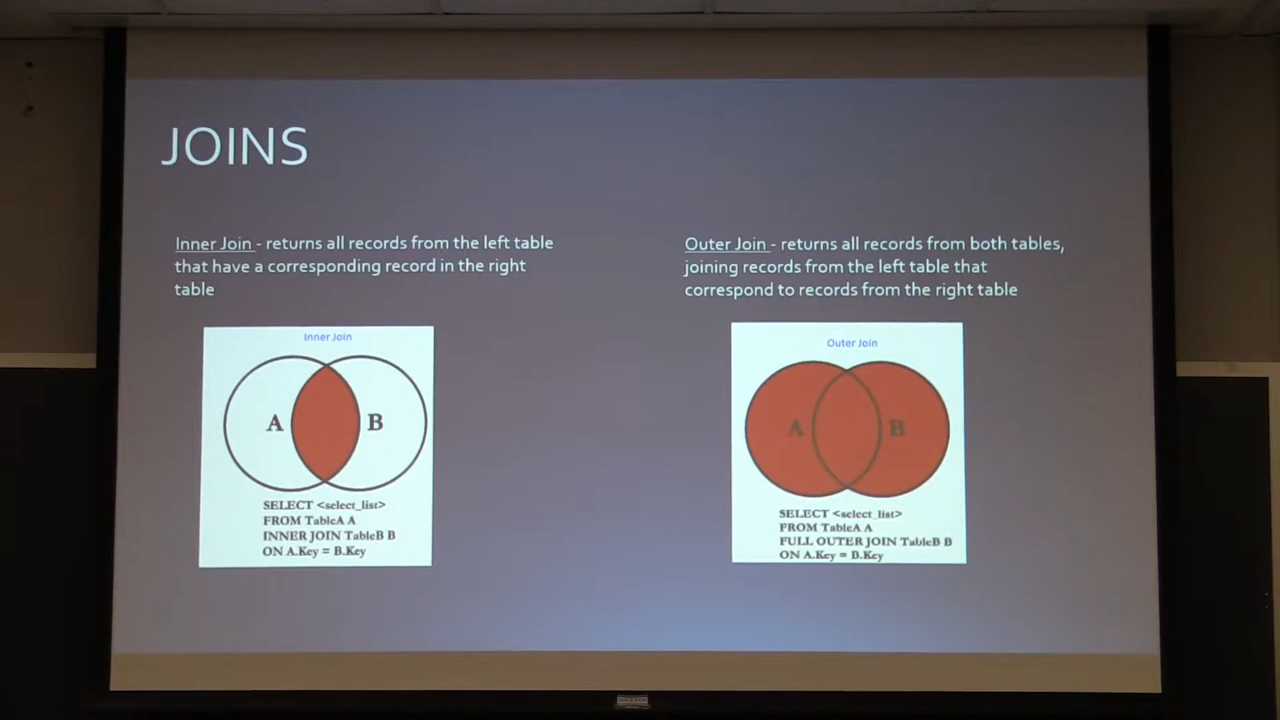 JOINS
Inner Join - returns all records from the left table
that have a corresponding record in the right
table
Inner Join
A
B
SELECT <select_list>
FROM TableA A
INNER JOIN TableB B
ON A.Key = B.Key
Outer Join - returns all records from both tables,
joining records from the left table that
correspond to records from the right table
Outer Join
A
B
SELECT <select_list>
FROM TableA A
FULL OUTER JOIN TableB B
ON A.Key = B.Key